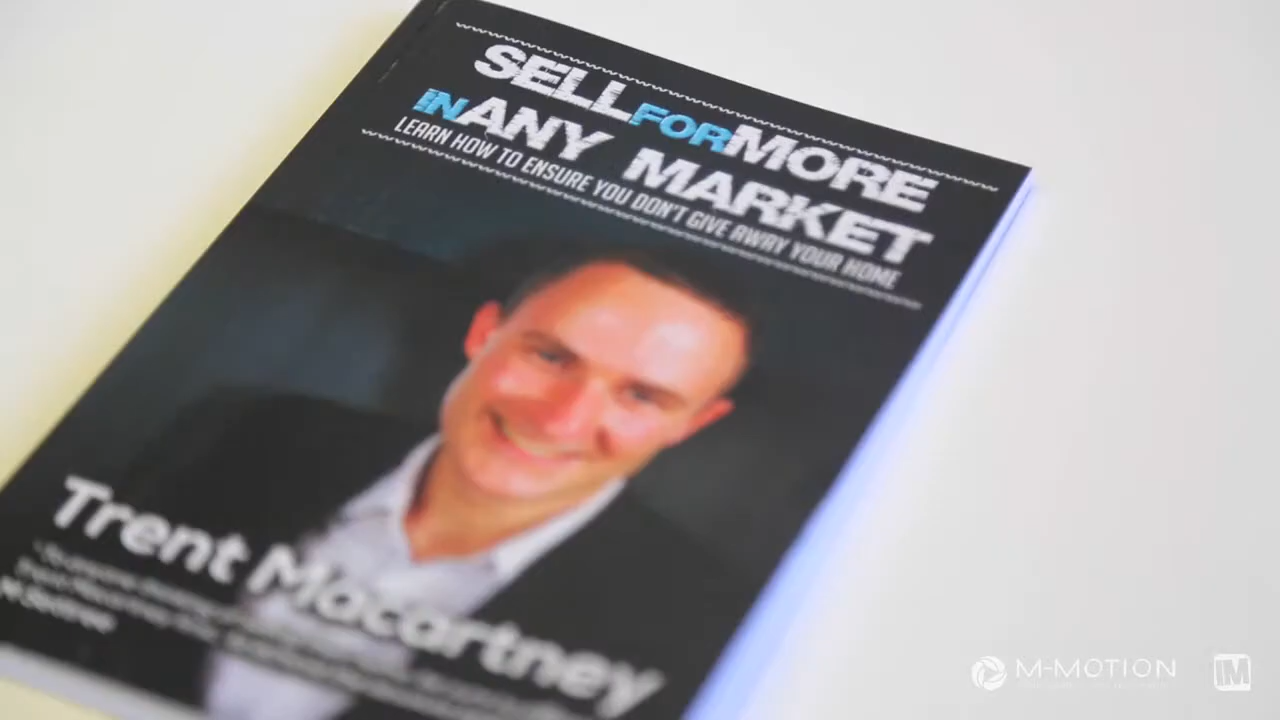 SELL FOR MORE
IN ANY MARKET
LEARN HOW TO ENSURE YOU DON'T GIVE AWAY YOUR HOME
Trent Macartney
M-MOTION
IM